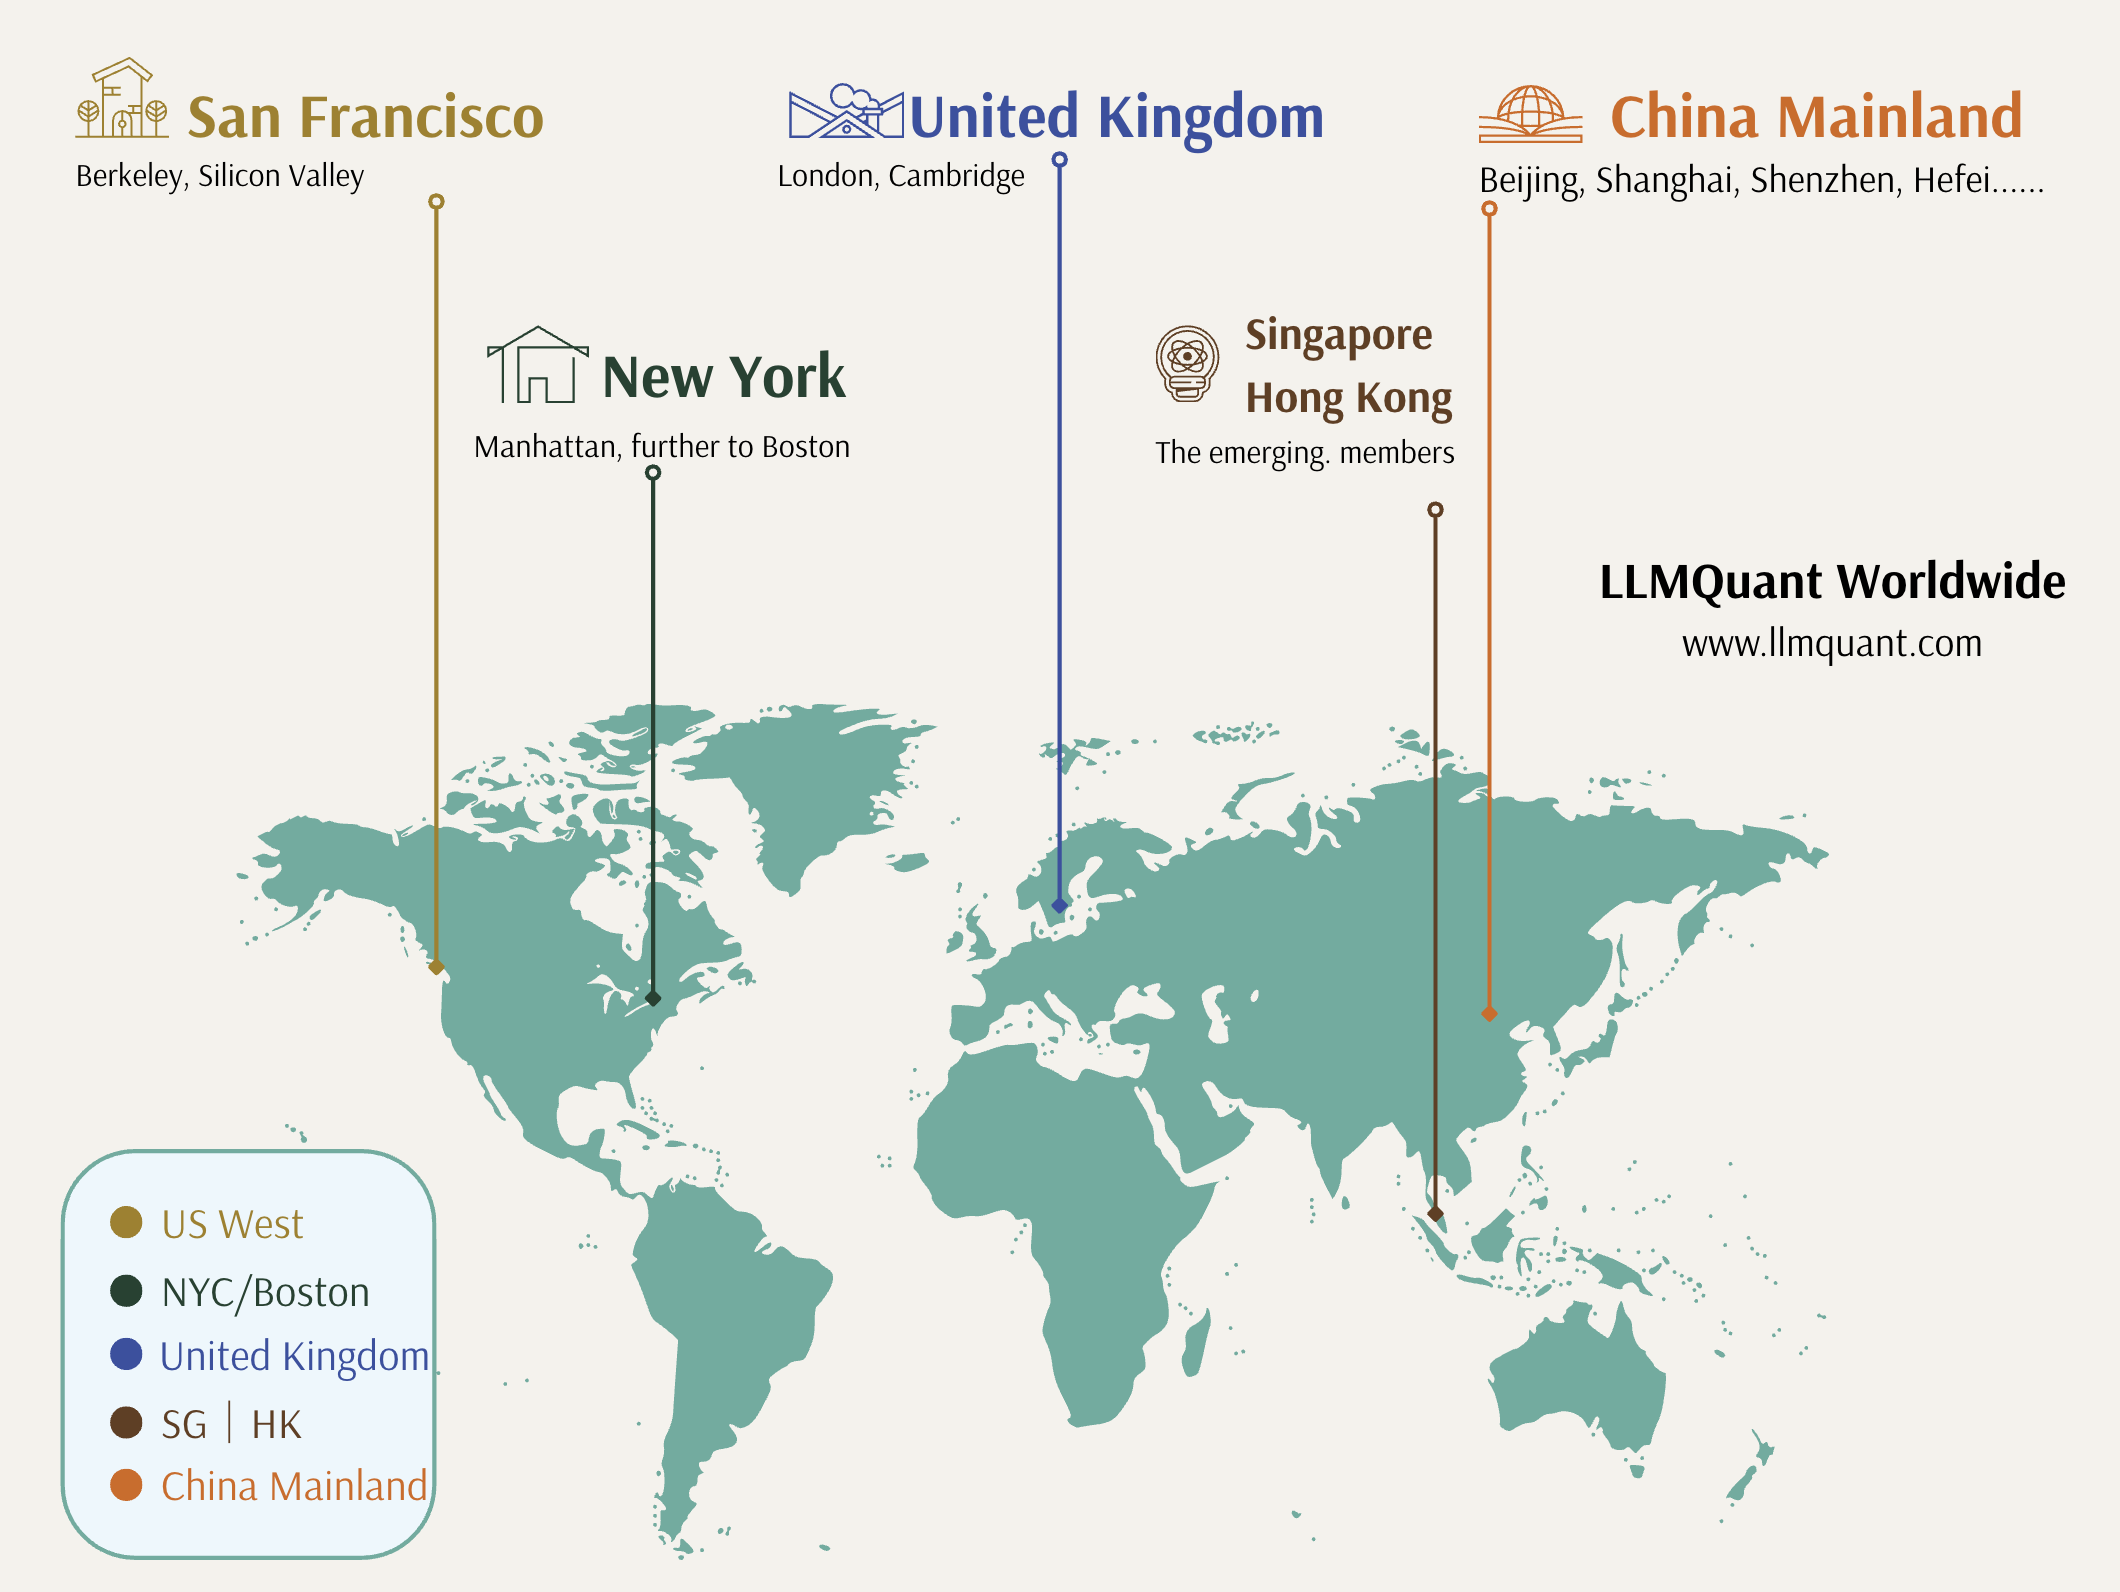 San Francisco
Berkeley, Silicon Valley
United Kingdom
London, Cambridge
China Mainland
Beijing, Shanghai, Shenzhen, Hefei......
New York
Manhattan, further to Boston
Singapore
Hong Kong
The emerging. members
LLMQuant Worldwide
www.llmquant.com
US West
NYC/Boston
United Kingdom
SG | HK
China Mainland